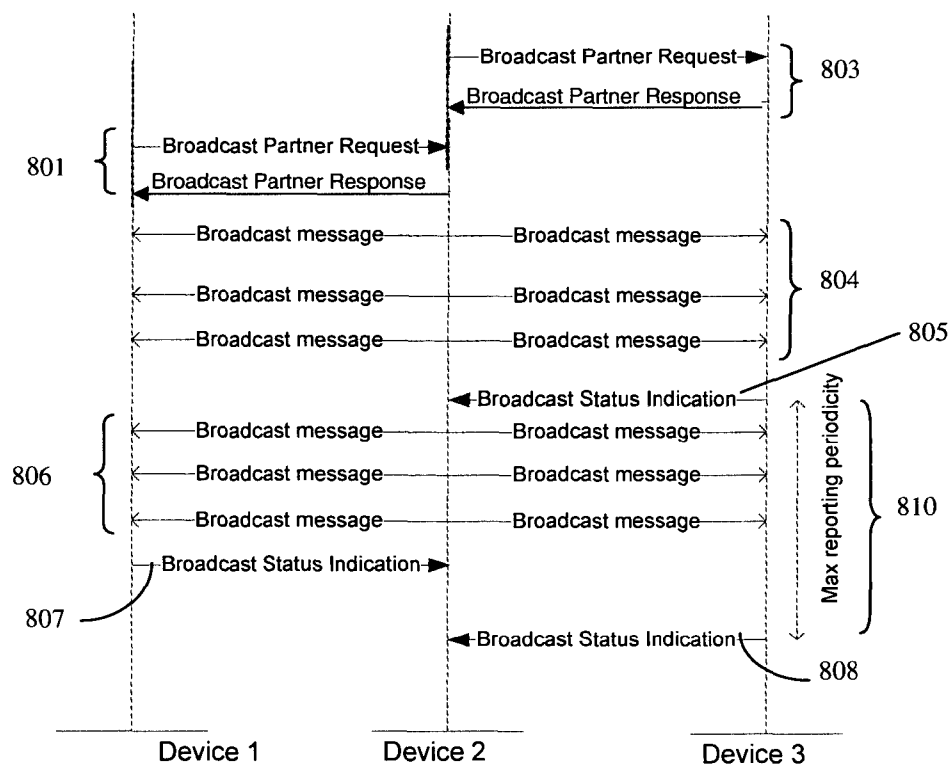 Broadcast Partner Request
803
Broadcast Partner Response
Broadcast Partner Request
801
Broadcast Partner Response
Broadcast message Broadcast message
804
Broadcast message Broadcast message
Broadcast message Broadcast message
805
Broadcast Status Indication
Broadcast message Broadcast message
806
Broadcast message Broadcast message
Max reporting periodicity
810
Broadcast message Broadcast message
Broadcast Status Indication
807
Broadcast Status Indication
808
Device 1 Device 2 Device 3